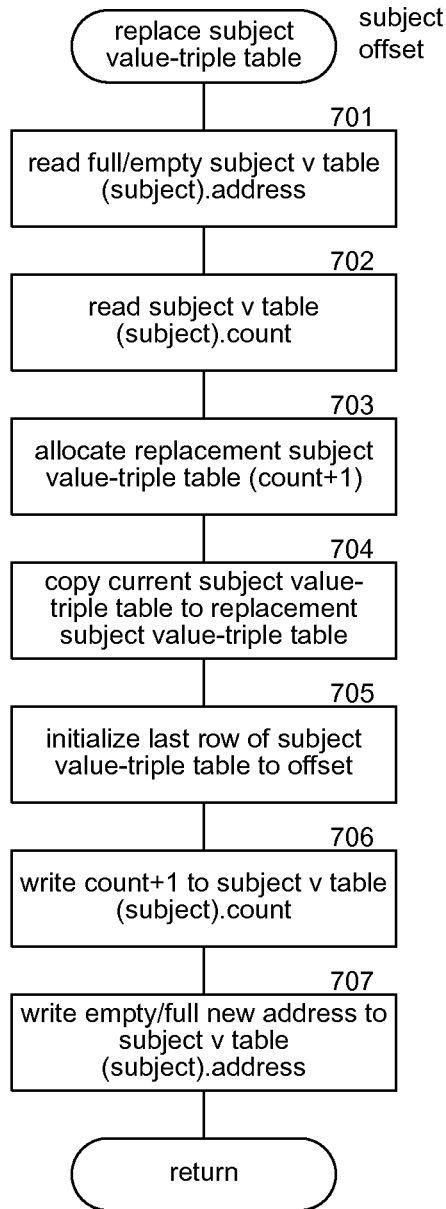 replace subject
value-triple table
subject
offset
701
read full/empty subject v table
(subject).address
702
read subject v table
(subject).count
703
allocate replacement subject
value-triple table (count+1)
704
copy current subject value-
triple table to replacement
subject value-triple table
705
initialize last row of subject
value-triple table to offset
706
write count+1 to subject v table
(subject).count
707
write empty/full new address to
subject v table
(subject).address
return